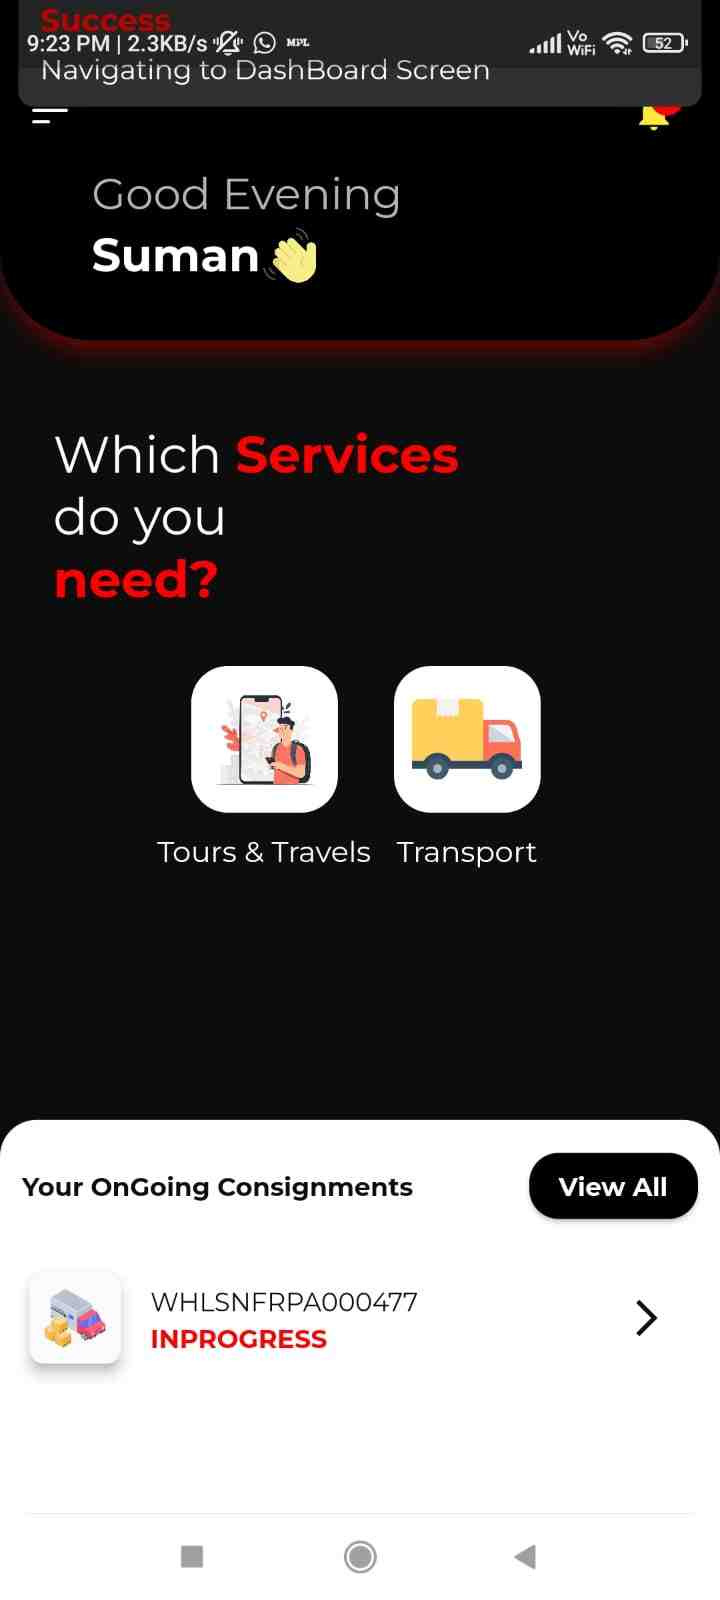 Success
9:23 PM | 2.3KB/s MPL Vo WiFi 52
Navigating to DashBoard Screen
Good Evening
Suman
Which Services
do you
need?
Tours & Travels Transport
Your OnGoing Consignments View All
WHLSNFRPA000477
INPROGRESS